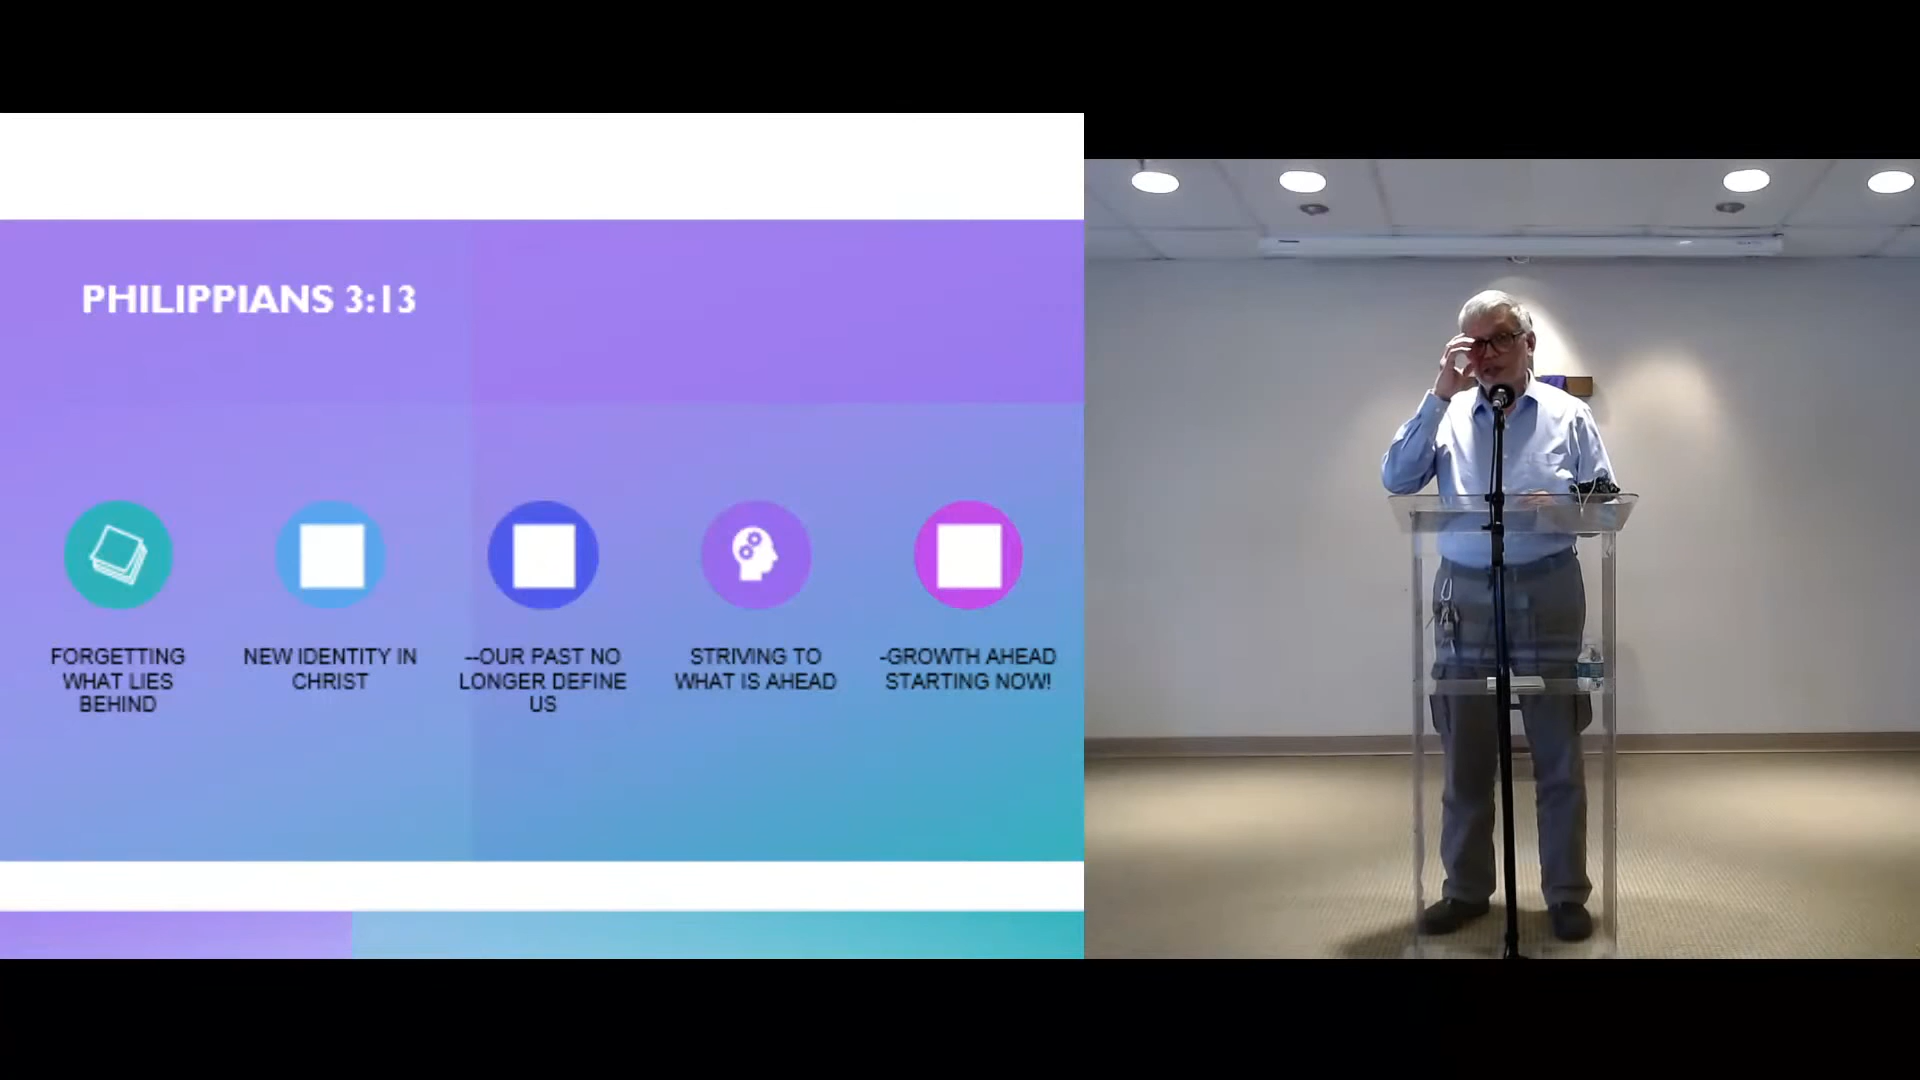 PHILIPPIANS 3:13
FORGETTING
WHAT LIES
BEHIND
NEW IDENTITY IN
CHRIST
--OUR PAST NO
LONGER DEFINE
US
STRIVING TO
WHAT IS AHEAD
-GROWTH AHEAD
STARTING NOW!